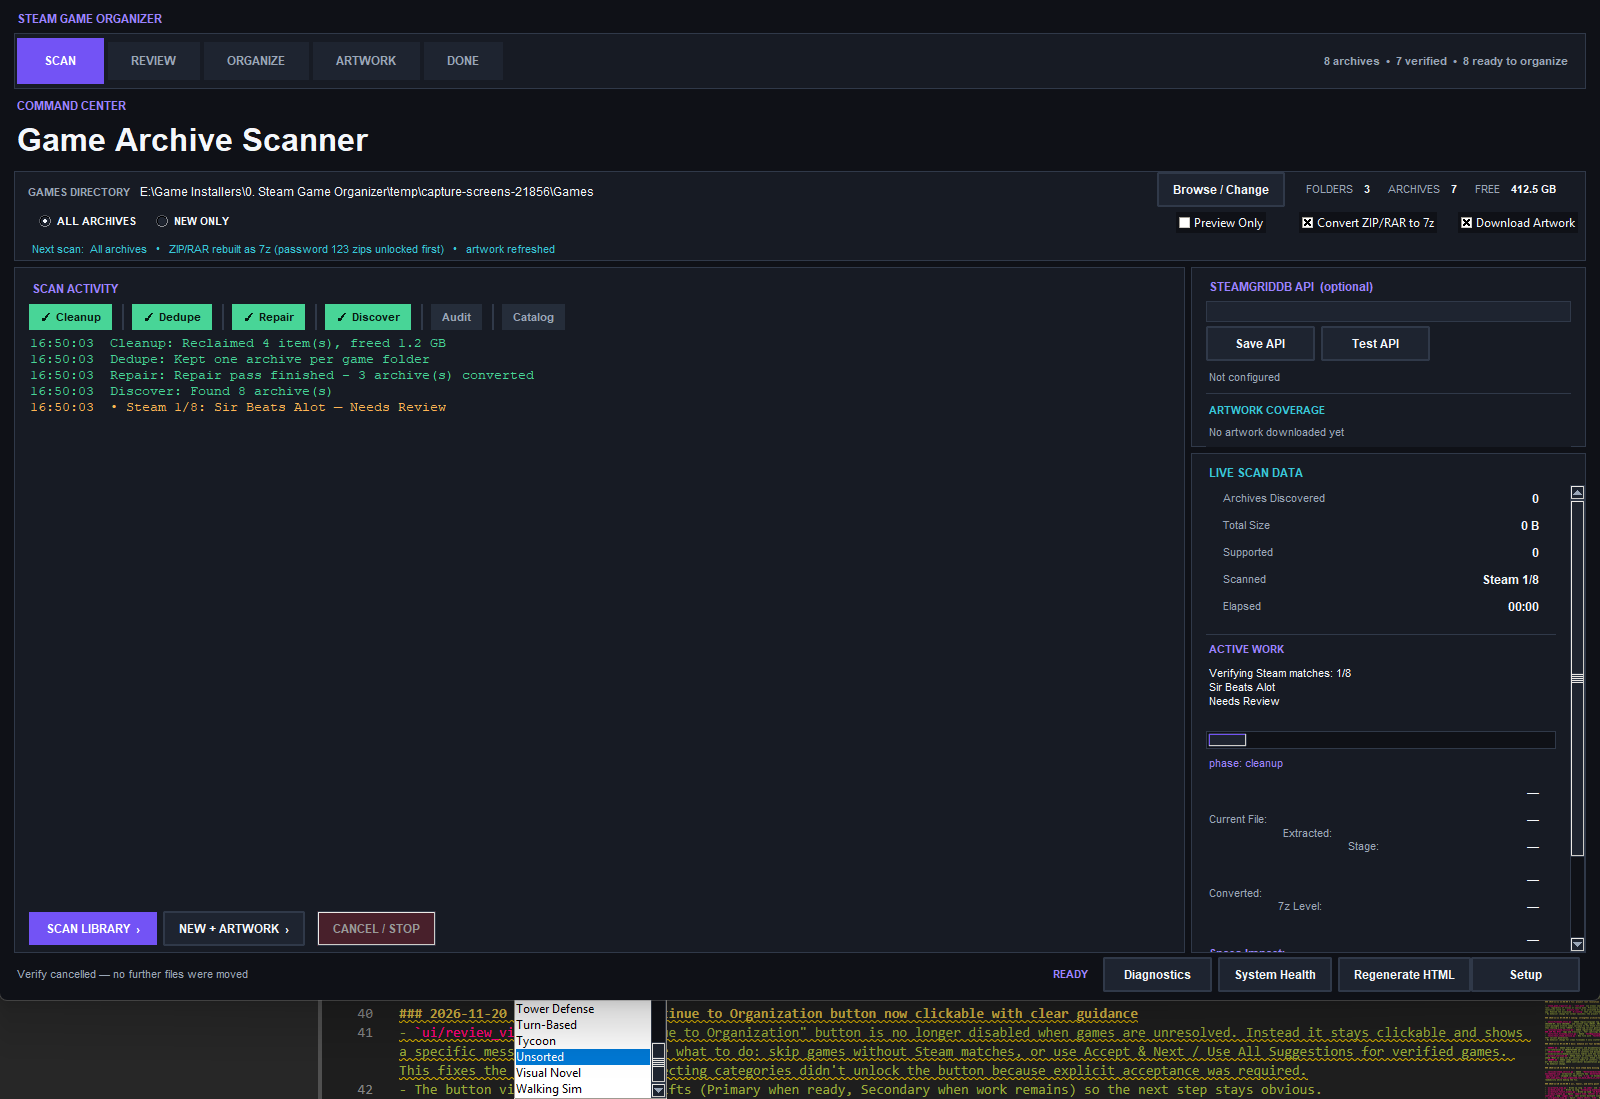 STEAM GAME ORGANIZER
SCAN REVIEW ORGANIZE ARTWORK DONE 8 archives • 7 verified • 8 ready to organize
COMMAND CENTER
Game Archive Scanner
GAMES DIRECTORY E:\Game Installers\0. Steam Game Organizer\temp\capture-screens-21856\Games Browse / Change FOLDERS 3 ARCHIVES 7 FREE 412.5 GB
ALL ARCHIVES NEW ONLY Preview Only Convert ZIP/RAR to 7z Download Artwork
Next scan: All archives • ZIP/RAR rebuilt as 7z (password 123 zips unlocked first) • artwork refreshed
SCAN ACTIVITY
✓ Cleanup ✓ Dedupe ✓ Repair ✓ Discover Audit Catalog
16:50:03 Cleanup: Reclaimed 4 item(s), freed 1.2 GB
16:50:03 Dedupe: Kept one archive per game folder
16:50:03 Repair: Repair pass finished - 3 archive(s) converted
16:50:03 Discover: Found 8 archive(s)
16:50:03 • Steam 1/8: Sir Beats Alot — Needs Review
SCAN LIBRARY › NEW + ARTWORK › CANCEL / STOP
STEAMGRIDDB API (optional)
Save API Test API
Not configured
ARTWORK COVERAGE
No artwork downloaded yet
LIVE SCAN DATA
Archives Discovered 0
Total Size 0 B
Supported 0
Scanned Steam 1/8
Elapsed 00:00
ACTIVE WORK
Verifying Steam matches: 1/8
Sir Beats Alot
Needs Review
phase: cleanup
—
Current File: —
Extracted:
Stage: —
—
Converted:
7z Level: —
—
Verify cancelled — no further files were moved READY Diagnostics System Health Regenerate HTML Setup
Tower Defense
Turn-Based
Tycoon
Unsorted
Visual Novel
Walking Sim
40 ### 2026-11-20 inue to Organization button now clickable with clear guidance
41 - `ui/review_vi e to Organization" button is no longer disabled when games are unresolved. Instead it stays clickable and shows
a specific mess what to do: skip games without Steam matches, or use Accept & Next / Use All Suggestions for verified games.
This fixes the cting categories didn't unlock the button because explicit acceptance was required.
42 - The button vi fts (Primary when ready, Secondary when work remains) so the next step stays obvious.